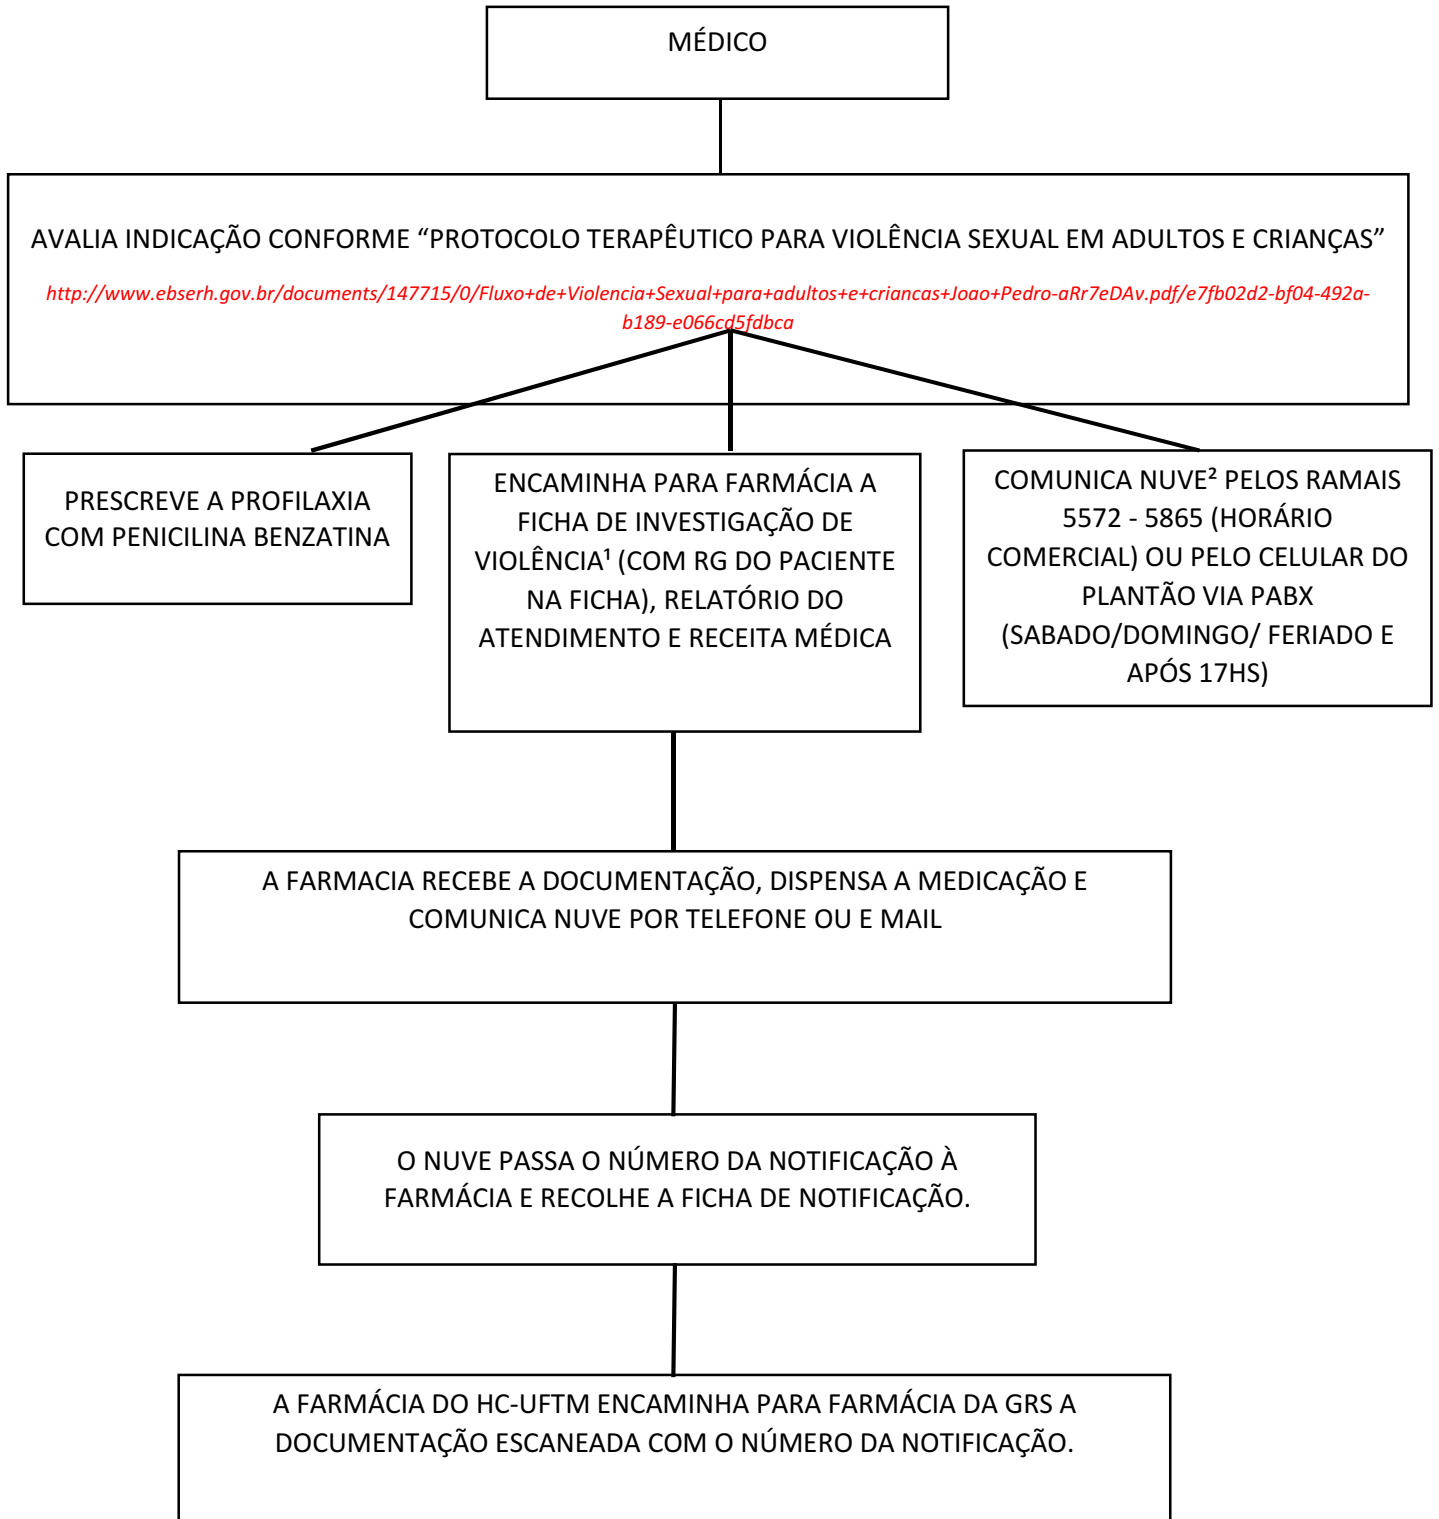 MÉDICO
AVALIA INDICAÇÃO CONFORME “PROTOCOLO TERAPÊUTICO PARA VIOLÊNCIA SEXUAL EM ADULTOS E CRIANÇAS”
http://www.ebserh.gov.br/documents/147715/0/Fluxo+de+Violencia+Sexual+para+adultos+e+criancas+Joao+Pedro-aRr7eDAv.pdf/e7fb02d2-bf04-492a-
b189-e066cd5fdbca
PRESCREVE A PROFILAXIA
COM PENICILINA BENZATINA
ENCAMINHA PARA FARMÁCIA A
FICHA DE INVESTIGAÇÃO DE
VIOLÊNCIA¹ (COM RG DO PACIENTE
NA FICHA), RELATÓRIO DO
ATENDIMENTO E RECEITA MÉDICA
COMUNICA NUVE² PELOS RAMAIS
5572 - 5865 (HORÁRIO
COMERCIAL) OU PELO CELULAR DO
PLANTÃO VIA PABX
(SABADO/DOMINGO/ FERIADO E
APÓS 17HS)
A FARMACIA RECEBE A DOCUMENTAÇÃO, DISPENSA A MEDICAÇÃO E
COMUNICA NUVE POR TELEFONE OU E MAIL
O NUVE PASSA O NÚMERO DA NOTIFICAÇÃO À
FARMÁCIA E RECOLHE A FICHA DE NOTIFICAÇÃO.
A FARMÁCIA DO HC-UFTM ENCAMINHA PARA FARMÁCIA DA GRS A
DOCUMENTAÇÃO ESCANEADA COM O NÚMERO DA NOTIFICAÇÃO.